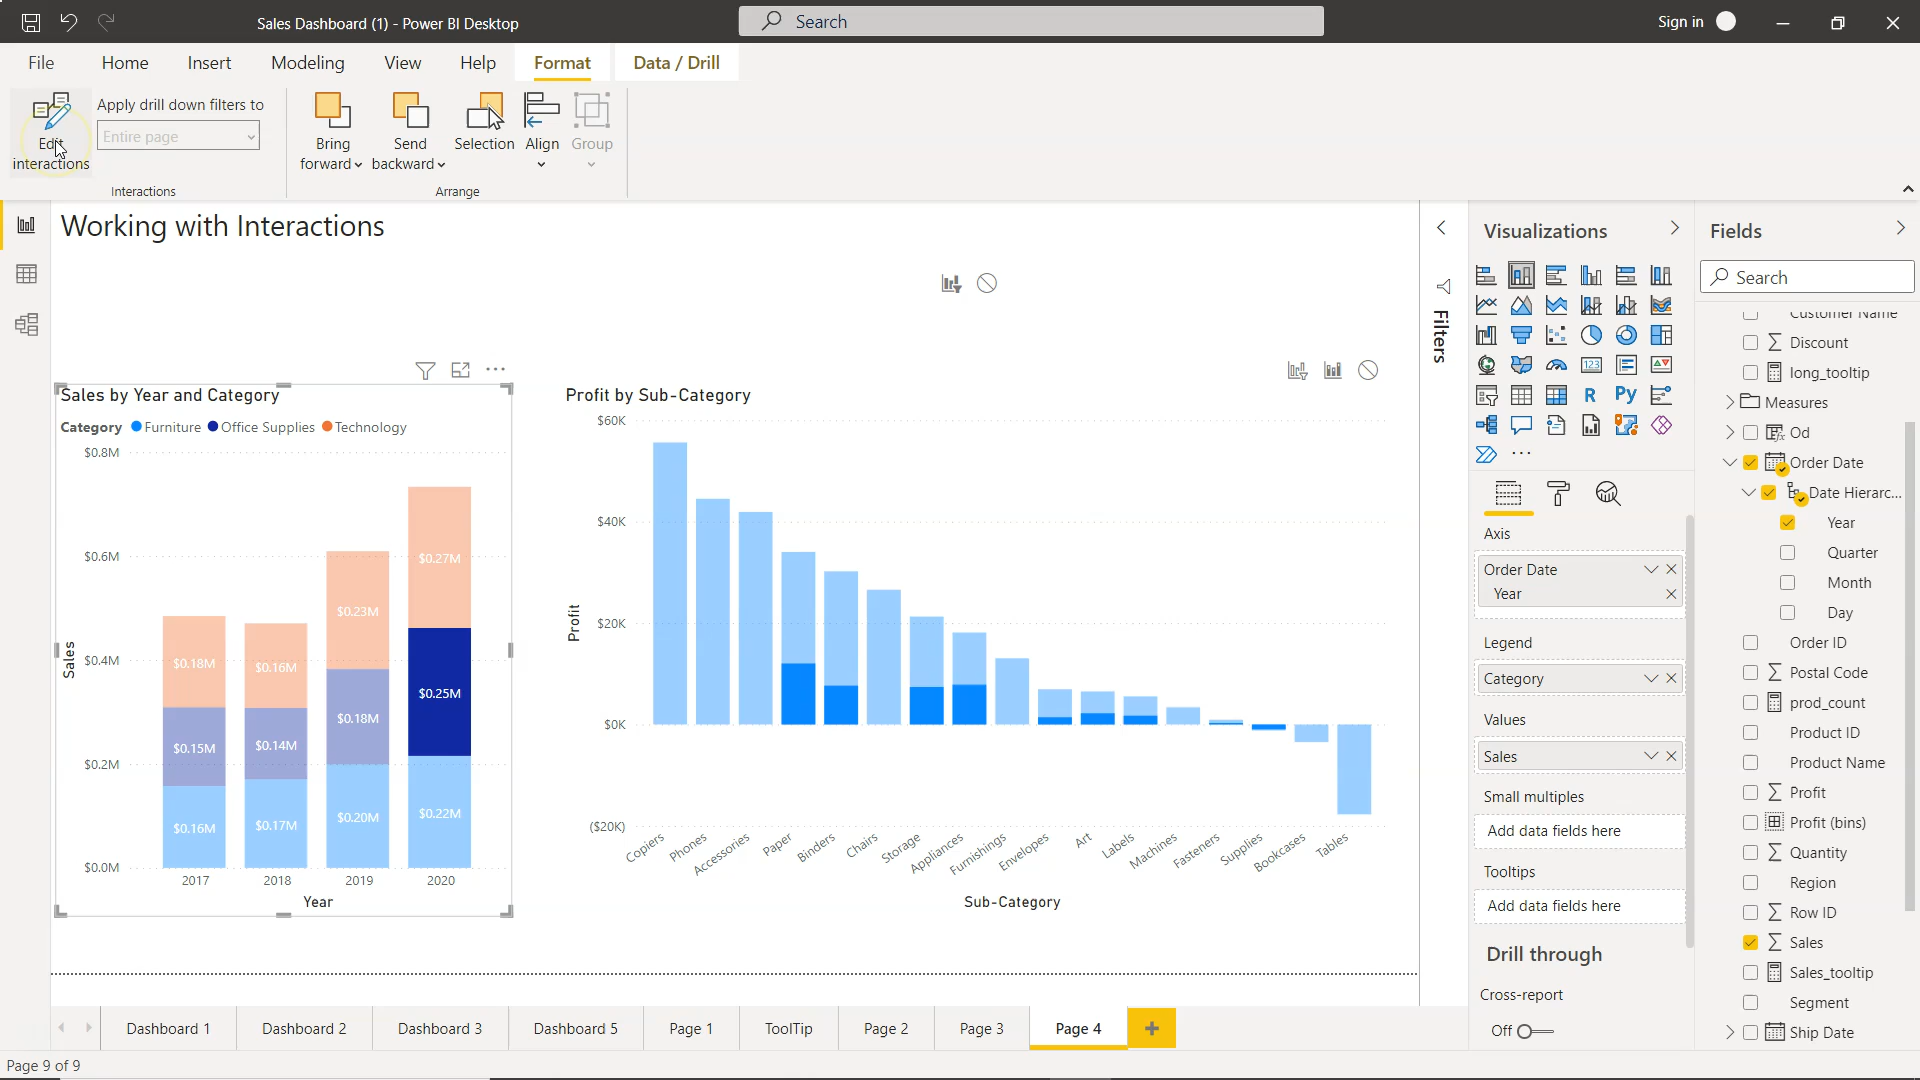 Sales Dashboard (1) - Power BI Desktop
Search
Sign in
File
Home
Insert
Modeling
View
Help
Format
Data / Drill
Edit
interactions
Apply drill down filters to
Entire page
Interactions
Bring
forward
Send
backward
Selection
Align
Group
Arrange
Working with Interactions
Sales by Year and Category
Category
Furniture
Office Supplies
Technology
Sales
$0.8M
$0.6M
$0.4M
$0.2M
$0.0M
$0.18M
$0.15M
$0.16M
$0.16M
$0.14M
$0.17M
$0.23M
$0.18M
$0.20M
$0.27M
$0.25M
$0.22M
2017
2018
2019
2020
Year
Profit by Sub-Category
Profit
$60K
$40K
$20K
$0K
($20K)
Copiers
Phones
Accessories
Paper
Binders
Chairs
Storage
Appliances
Furnishings
Envelopes
Art
Labels
Machines
Fasteners
Supplies
Bookcases
Tables
Sub-Category
Filters
Visualizations
R
Py
123
Axis
Order Date
Year
Legend
Category
Values
Sales
Small multiples
Add data fields here
Tooltips
Add data fields here
Drill through
Cross-report
Off
Fields
Search
Customer Name
Discount
long_tooltip
Measures
Od
Order Date
Date Hierarc...
Year
Quarter
Month
Day
Order ID
Postal Code
prod_count
Product ID
Product Name
Profit
Profit (bins)
Quantity
Region
Row ID
Sales
Sales_tooltip
Segment
Ship Date
Dashboard 1
Dashboard 2
Dashboard 3
Dashboard 5
Page 1
ToolTip
Page 2
Page 3
Page 4
Page 9 of 9